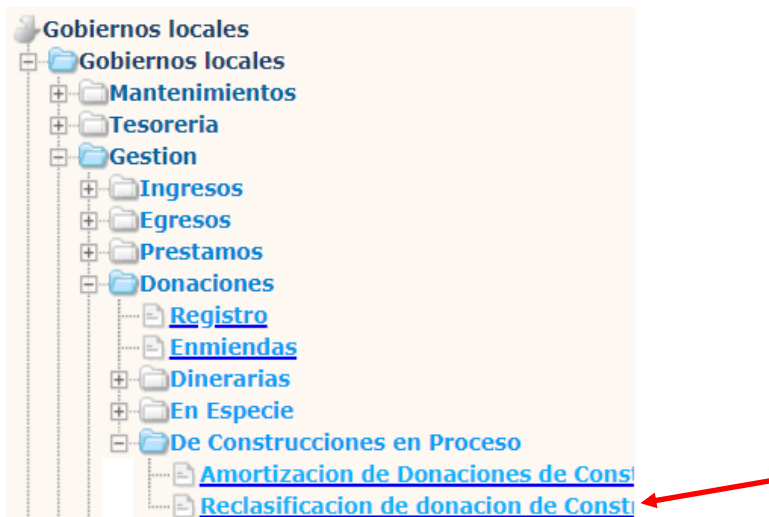 Gobiernos locales
Gobiernos locales
Mantenimientos
Tesoreria
Gestion
Ingresos
Egresos
Prestamos
Donaciones
Registro
Enmiendas
Dinerarias
En Especie
De Construcciones en Proceso
Amortizacion de Donaciones de
Reclasificacion de donacion de